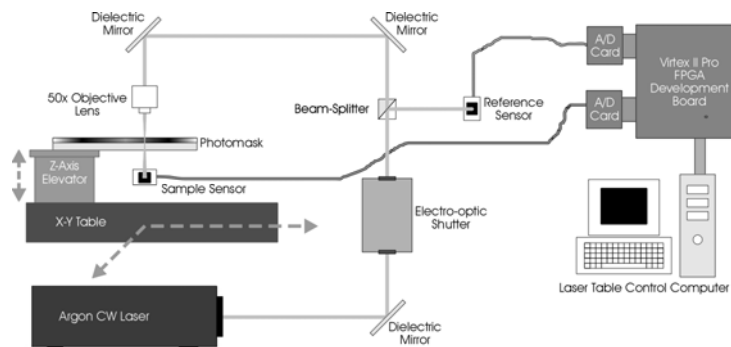 Dielectric
Mirror
Dielectric
Mirror
A/D
Card
Virtex II Pro
FPGA
Development
Board
50x Objective
Lens
Beam-Splitter
Reference
Sensor
A/D
Card
Photomask
Z-Axis
Elevator
Sample Sensor
X-Y Table
Electro-optic
Shutter
Laser Table Control Computer
Argon CW Laser
Dielectric
Mirror